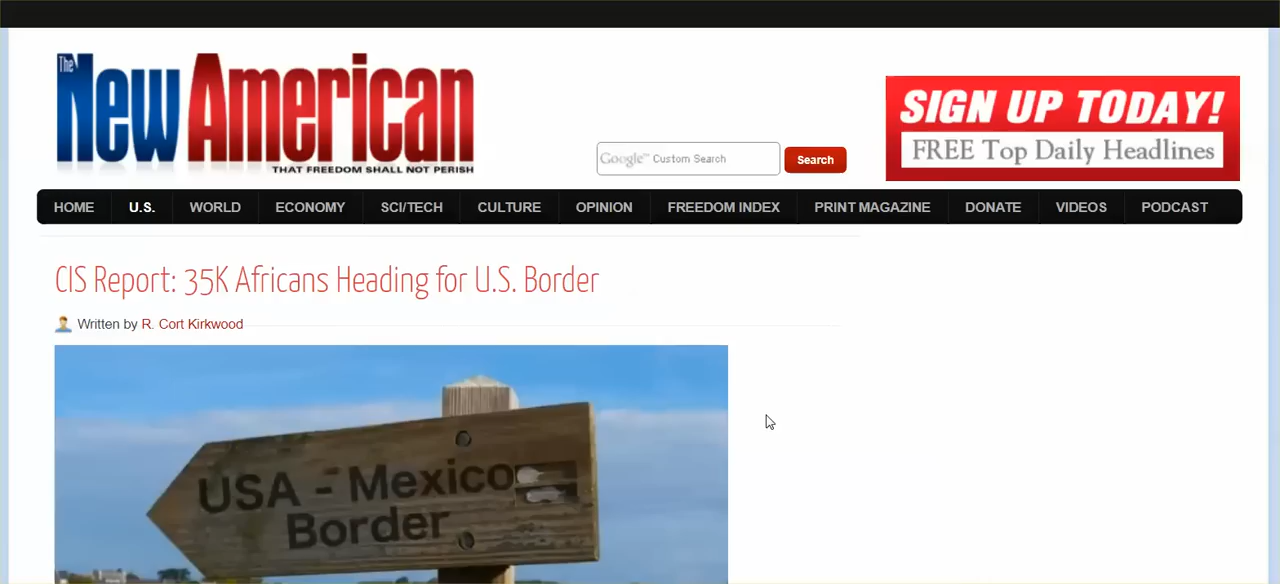 The New American
THAT FREEDOM SHALL NOT PERISH
Google™ Custom Search
Search
SIGN UP TODAY!
FREE Top Daily Headlines
HOME U.S. WORLD ECONOMY SCI/TECH CULTURE OPINION FREEDOM INDEX PRINT MAGAZINE DONATE VIDEOS PODCAST
CIS Report: 35K Africans Heading for U.S. Border
Written by R. Cort Kirkwood
USA - Mexico
Border